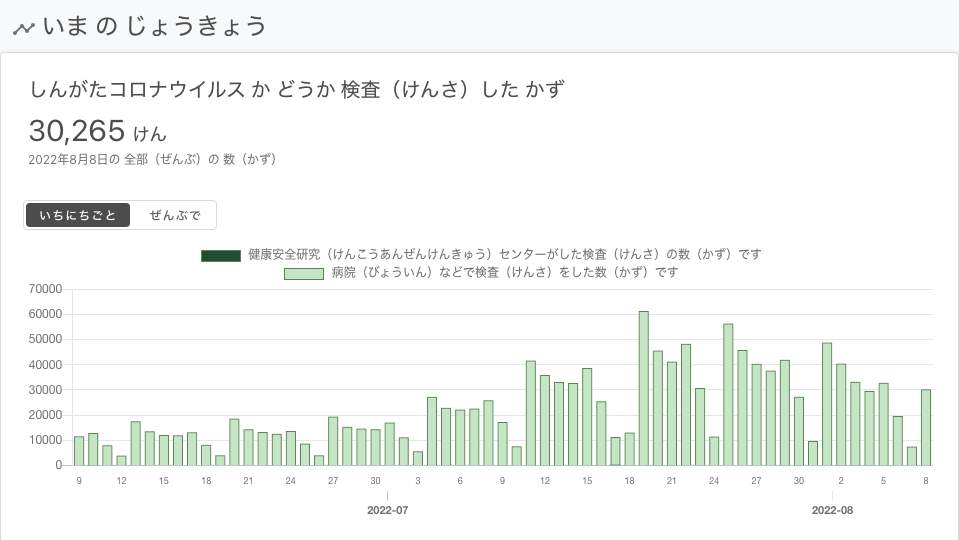 いま の じょうきょう
しんがたコロナウイルス か どうか 検査（けんさ）した かず
30,265 けん
2022年8月8日の 全部（ぜんぶ）の 数（かず）
いちにちごと ぜんぶで
健康安全研究（けんこうあんぜんけんきゅう）センターがした検査（けんさ）の数（かず）です
病院（びょういん）などで検査（けんさ）をした数（かず）です
70000
60000
50000
40000
30000
20000
10000
0
9 12 15 18 21 24 27 30 3 6 9 12 15 18 21 24 27 30 2 5 8
2022-07 2022-08